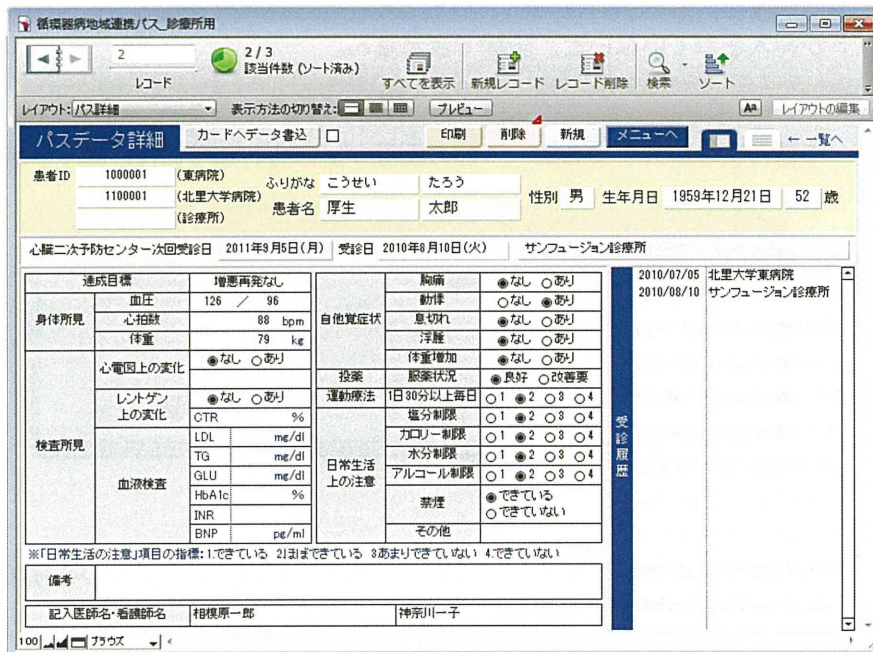 循環器病地域連携パス_診療所用
2
2 / 3
該当件数 (ソート済み)
レコード
すべてを表示 新規レコード レコード削除 検索 ソート
レイアウト: パス詳細 表示方法の切り替え: プレビュー Aa レイアウトの編集
パスデータ詳細 カードへデータ書込 印刷 削除 新規 メニューへ ← 一覧へ
患者ID 1000001 (東病院)
1100001 (北里大学病院)
(診療所)
ふりがな こうせい たろう
患者名 厚生 太郎
性別 男 生年月日 1959年12月21日 52 歳
心臓二次予防センター次回受診日 2011年9月5日(月) 受診日 2010年8月10日(火) サンフュージョン診療所
達成目標 増悪再発なし
身体所見 血圧 126 / 96
心拍数 88 bpm
体重 79 kg
検査所見 心電図上の変化 なし あり
レントゲン上の変化 なし あり
CTR %
血液検査 LDL mg/dl
TG mg/dl
GLU mg/dl
HbA1c %
INR
BNP pg/ml
自他覚症状 胸痛 なし あり
動悸 なし あり
息切れ なし あり
浮腫 なし あり
体重増加 なし あり
投薬 服薬状況 良好 改善要
運動療法 1日30分以上毎日 1 2 3 4
日常生活上の注意 塩分制限 1 2 3 4
カロリー制限 1 2 3 4
水分制限 1 2 3 4
アルコール制限 1 2 3 4
禁煙 できている
できていない
その他
受診履歴
2010/07/05 北里大学東病院
2010/08/10 サンフュージョン診療所
※「日常生活の注意」項目の指標:1.できている 2ほぼできている 3あまりできていない 4.できていない
備考
記入医師名・看護師名 相模原一郎 神奈川一子
100 ブラウズ